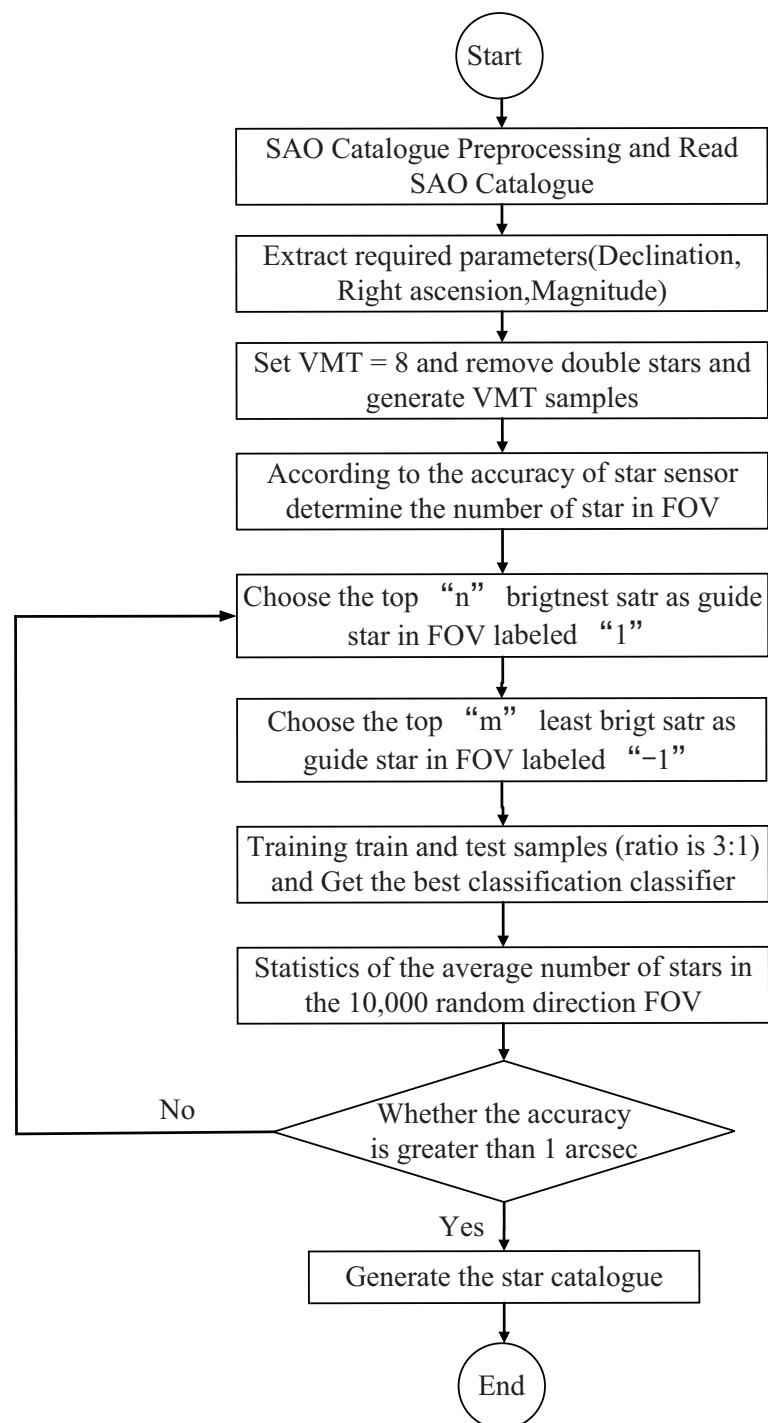 Start
SAO Catalogue Preprocessing and Read
SAO Catalogue
Extract required parameters(Declination,
Right ascension,Magnitude)
Set VMT = 8 and remove double stars and
generate VMT samples
According to the accuracy of star sensor
determine the number of star in FOV
Choose the top “n” brigtnest satr as guide
star in FOV labeled “1”
Choose the top “m” least brigt satr as
guide star in FOV labeled “−1”
Training train and test samples (ratio is 3:1)
and Get the best classification classifier
Statistics of the average number of stars in
the 10,000 random direction FOV
No
Whether the accuracy
is greater than 1 arcsec
Yes
Generate the star catalogue
End